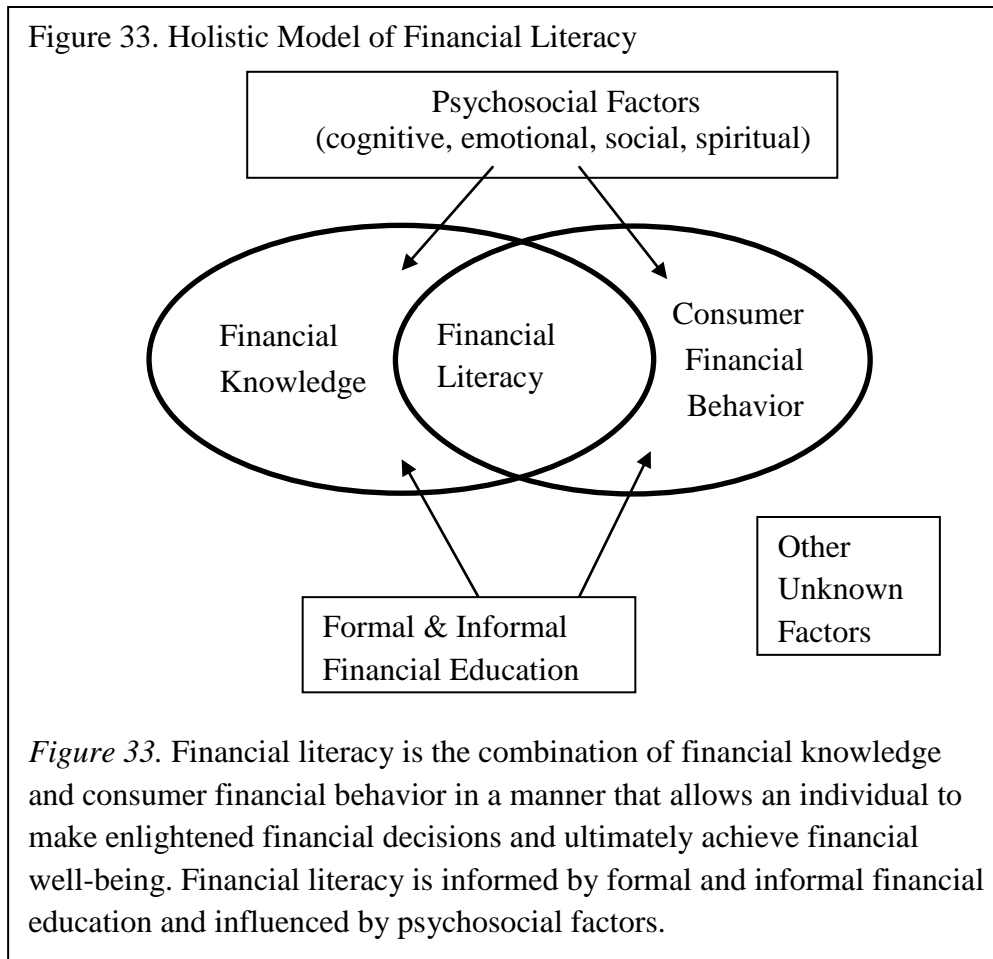 Figure 33. Holistic Model of Financial Literacy
Psychosocial Factors
(cognitive, emotional, social, spiritual)
Financial
Knowledge
Financial
Literacy
Consumer
Financial
Behavior
Formal & Informal
Financial Education
Other
Unknown
Factors
Figure 33. Financial literacy is the combination of financial knowledge
and consumer financial behavior in a manner that allows an individual to
make enlightened financial decisions and ultimately achieve financial
well-being. Financial literacy is informed by formal and informal financial
education and influenced by psychosocial factors.